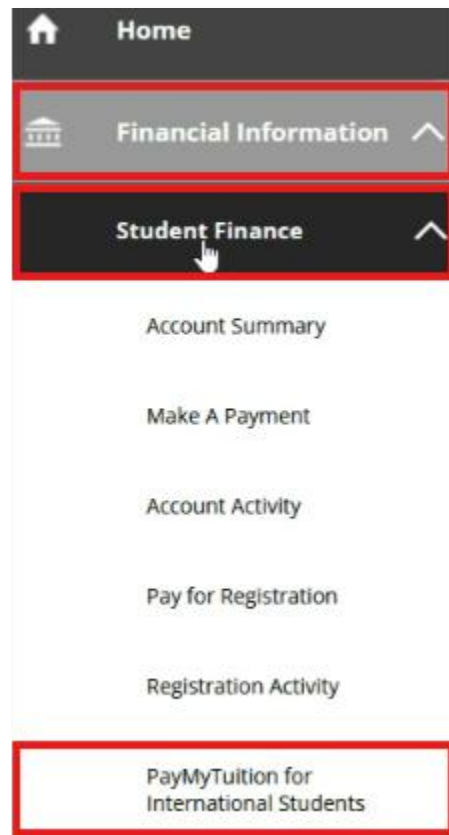 Home
Financial Information
Student Finance
Account Summary
Make A Payment
Account Activity
Pay for Registration
Registration Activity
PayMyTuition for
International Students